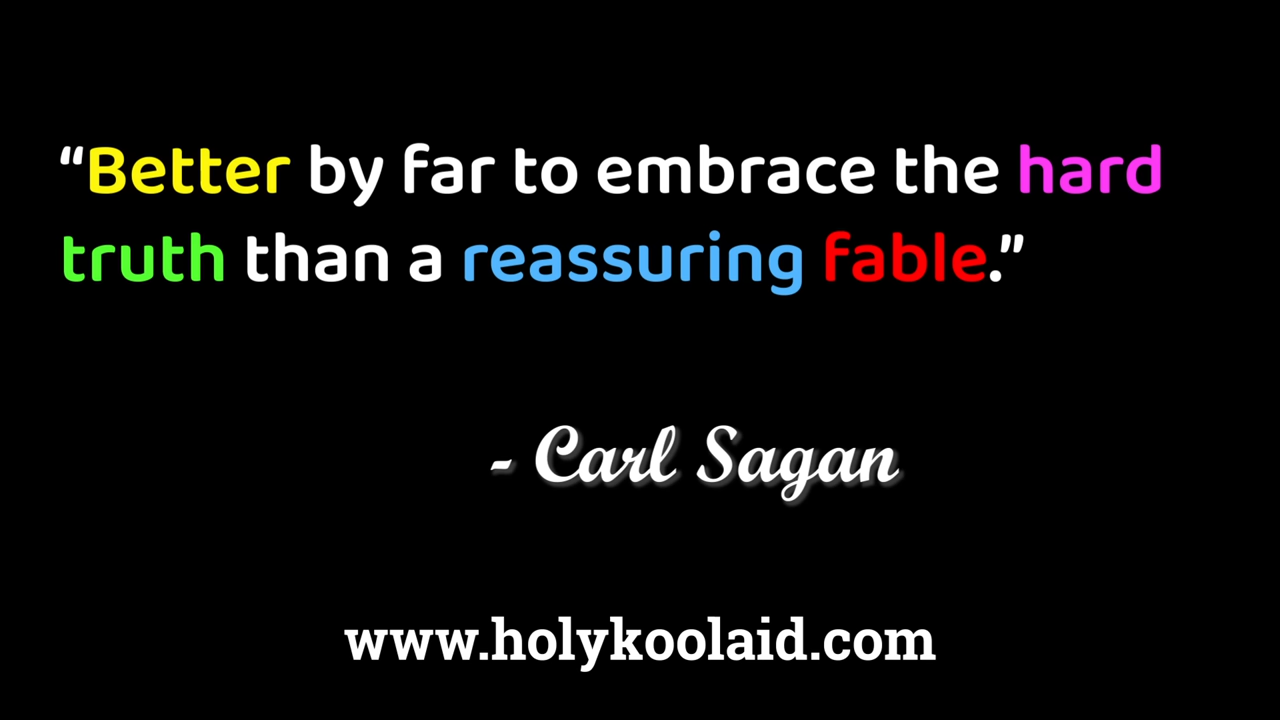 “Better by far to embrace the hard
truth than a reassuring fable.”
- Carl Sagan
www.holykoolaid.com